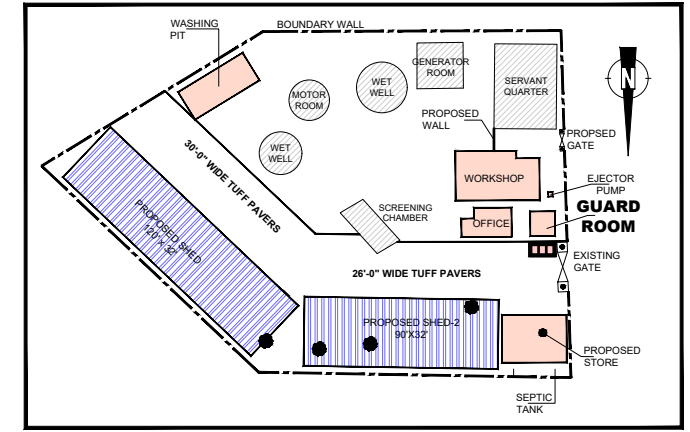 WASHING
PIT
BOUNDARY WALL
GENERATOR
ROOM
WET
WELL
MOTOR
ROOM
SERVANT
QUARTER
N
PROPOSED
WALL
PROPSED
GATE
WET
WELL
30'-0" WIDE TUFF PAVERS
WORKSHOP
EJECTOR
PUMP
GUARD
ROOM
SCREENING
CHAMBER
OFFICE
PROPOSED SHED
120'X 32'
EXISTING
GATE
26'-0" WIDE TUFF PAVERS
PROPOSED SHED-2
90'X32'
PROPOSED
STORE
SEPTIC
TANK